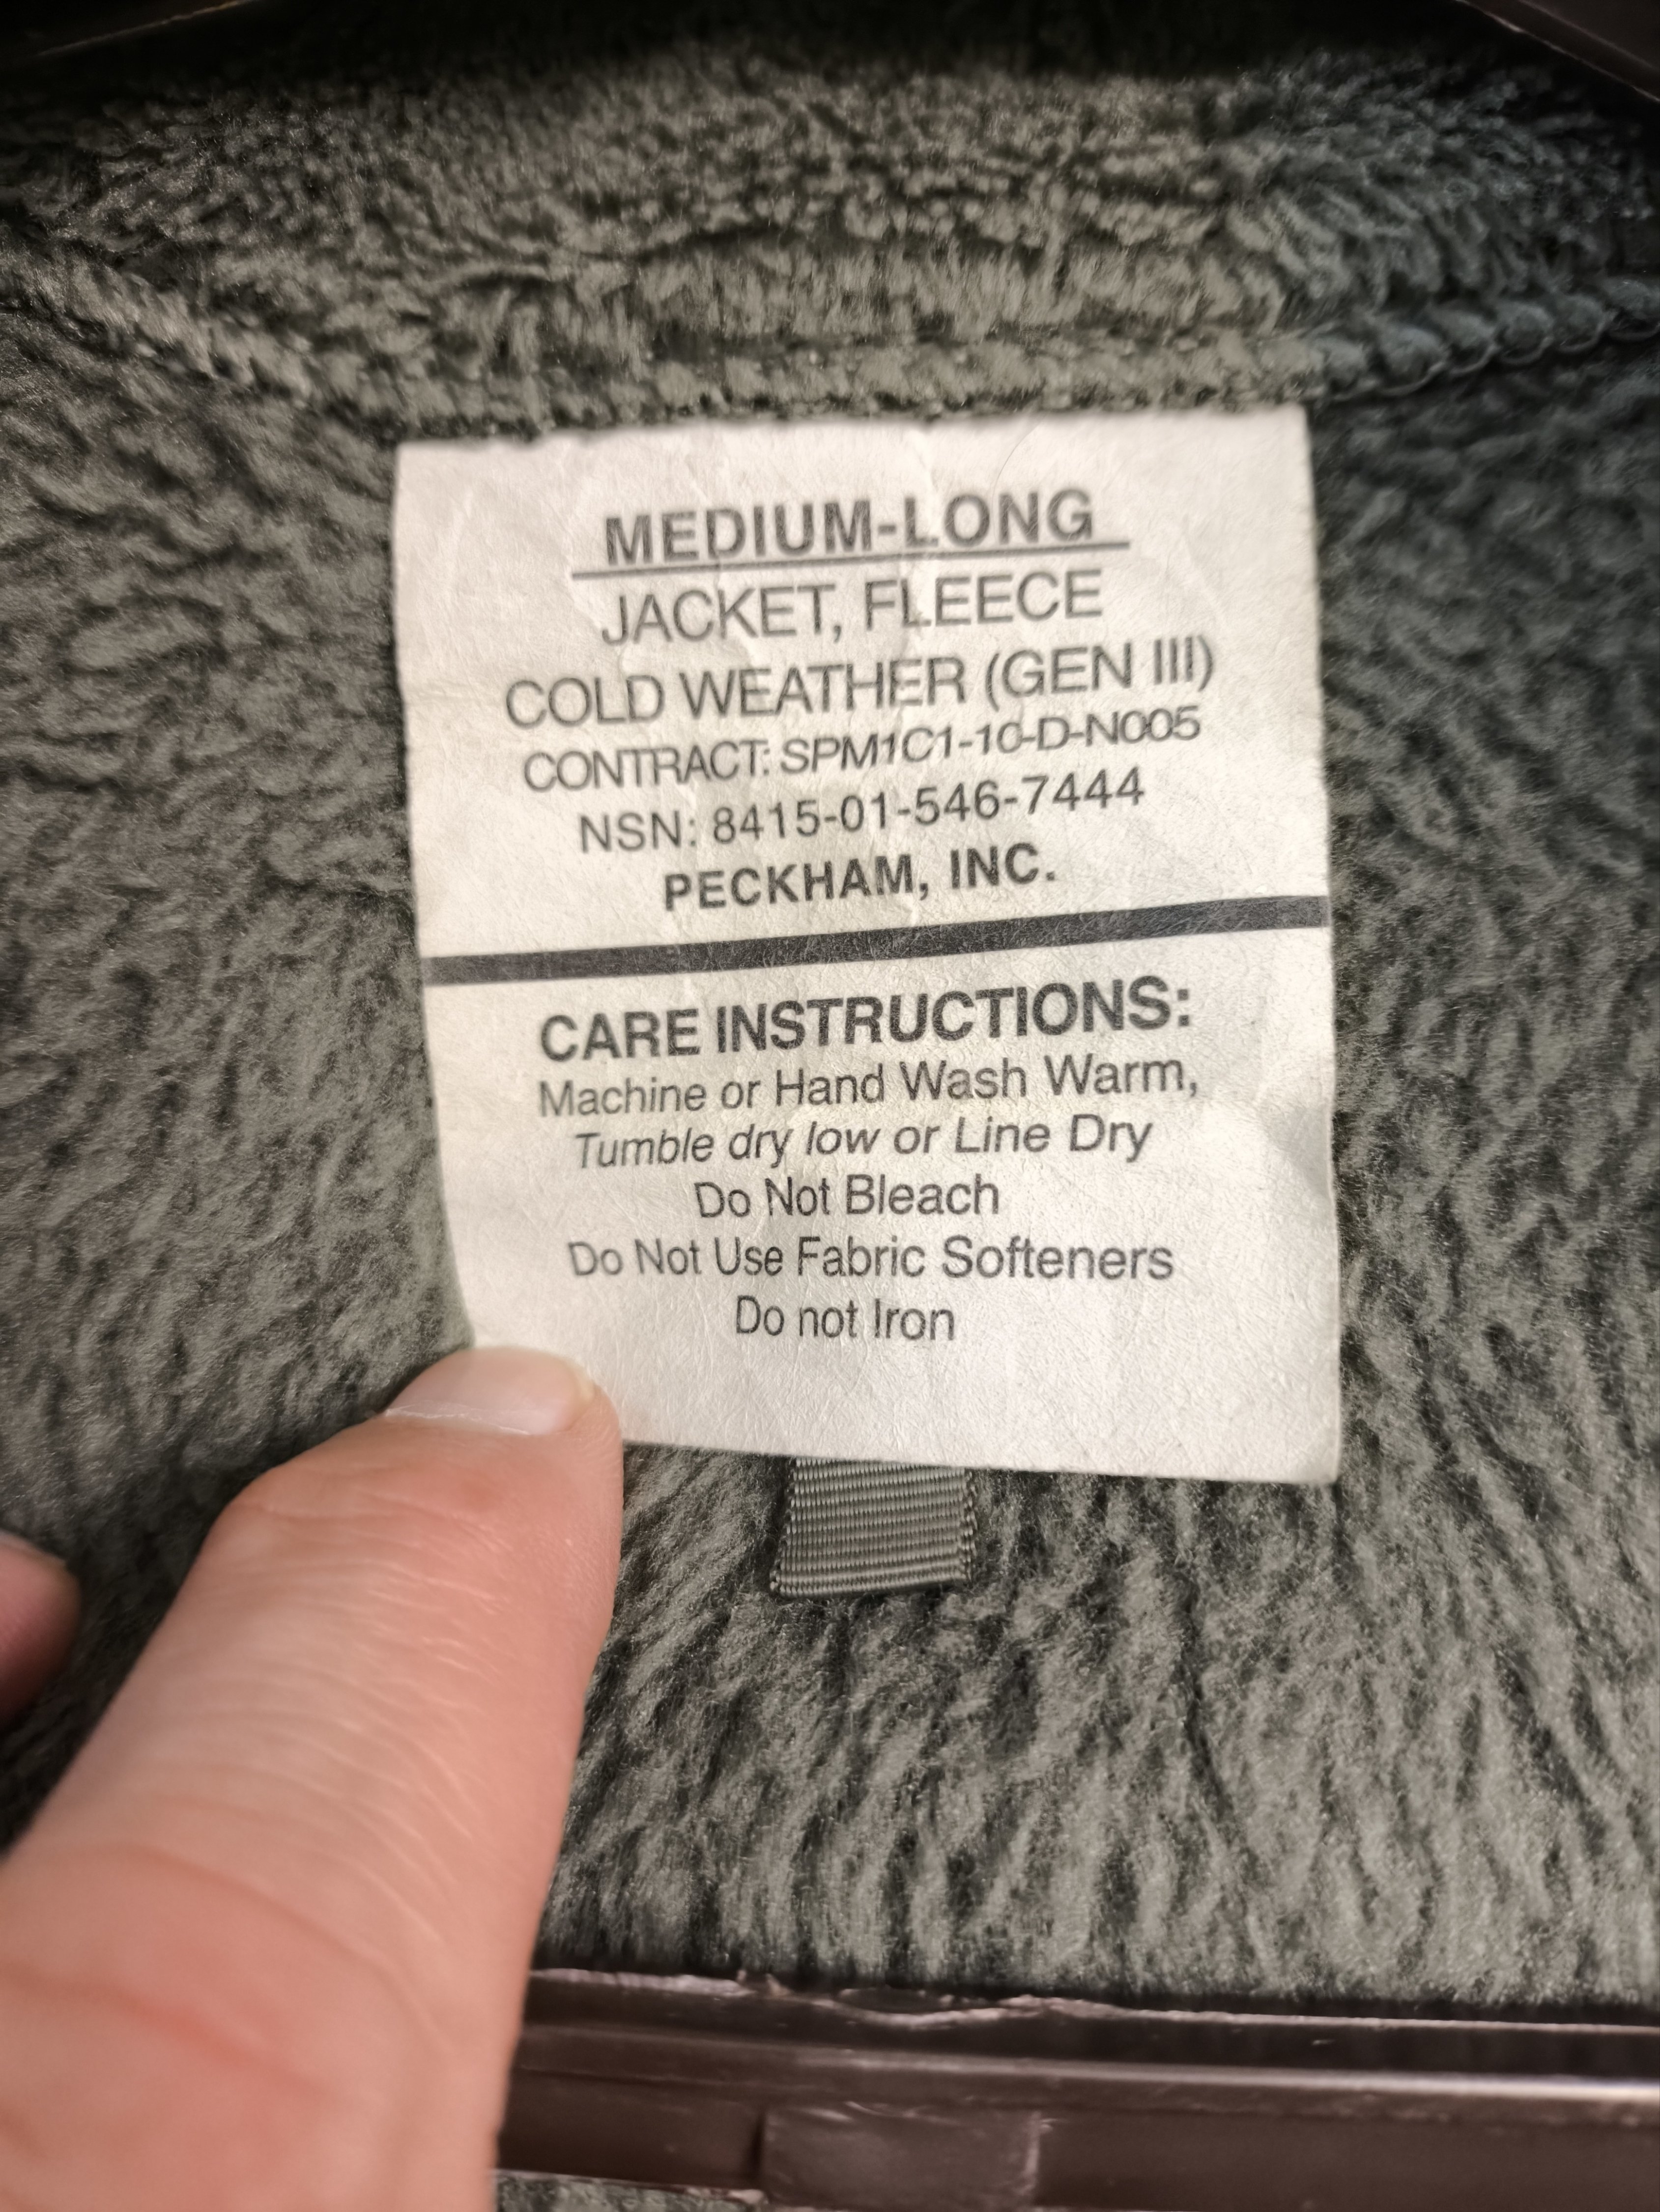 MEDIUM-LONG
JACKET, FLEECE
COLD WEATHER (GEN III)
CONTRACT: SPM1C1-10-D-N005
NSN: 8415-01-546-7444
PECKHAM, INC.
CARE INSTRUCTIONS:
Machine or Hand Wash Warm,
Tumble dry low or Line Dry
Do Not Bleach
Do Not Use Fabric Softeners
Do not Iron